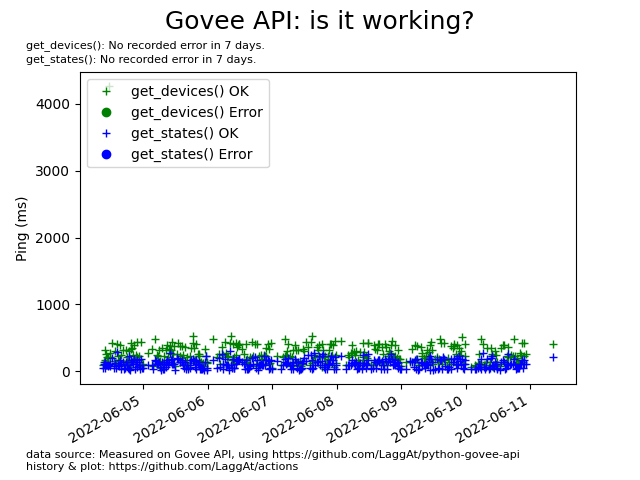 Govee API: is it working?
get_devices(): No recorded error in 7 days.
get_states(): No recorded error in 7 days.
get_devices() OK
get_devices() Error
get_states() OK
get_states() Error
Ping (ms)
4000
3000
2000
1000
0
2022-06-05
2022-06-06
2022-06-07
2022-06-08
2022-06-09
2022-06-10
2022-06-11
data source: Measured on Govee API, using https://github.com/LaggAt/python-govee-api
history & plot: https://github.com/LaggAt/actions